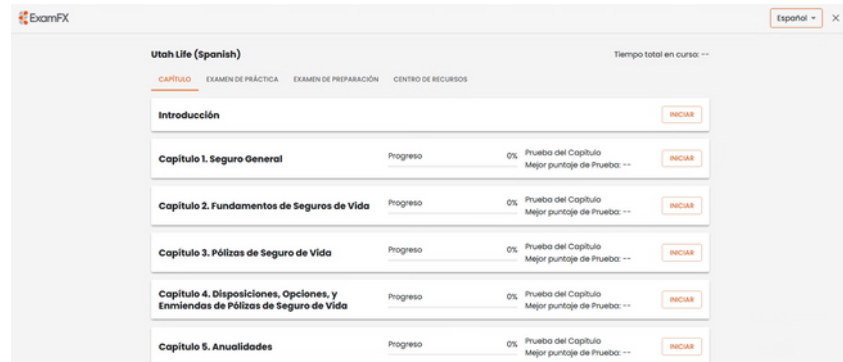 ExamFX
Español
Utah Life (Spanish)
Tiempo total en curso: --
CAPÍTULO
EXAMEN DE PRÁCTICA
EXAMEN DE PREPARACIÓN
CENTRO DE RECURSOS
Introducción
INICIAR
Capítulo 1. Seguro General
Progreso
0%
Prueba del Capítulo
Mejor puntaje de Prueba: --
INICIAR
Capítulo 2. Fundamentos de Seguros de Vida
Progreso
0%
Prueba del Capítulo
Mejor puntaje de Prueba: --
INICIAR
Capítulo 3. Pólizas de Seguro de Vida
Progreso
0%
Prueba del Capítulo
Mejor puntaje de Prueba: --
INICIAR
Capítulo 4. Disposiciones, Opciones, y
Enmiendas de Pólizas de Seguro de Vida
Progreso
0%
Prueba del Capítulo
Mejor puntaje de Prueba: --
INICIAR
Capítulo 5. Anualidades
Progreso
0%
Prueba del Capítulo
Mejor puntaje de Prueba: --
INICIAR